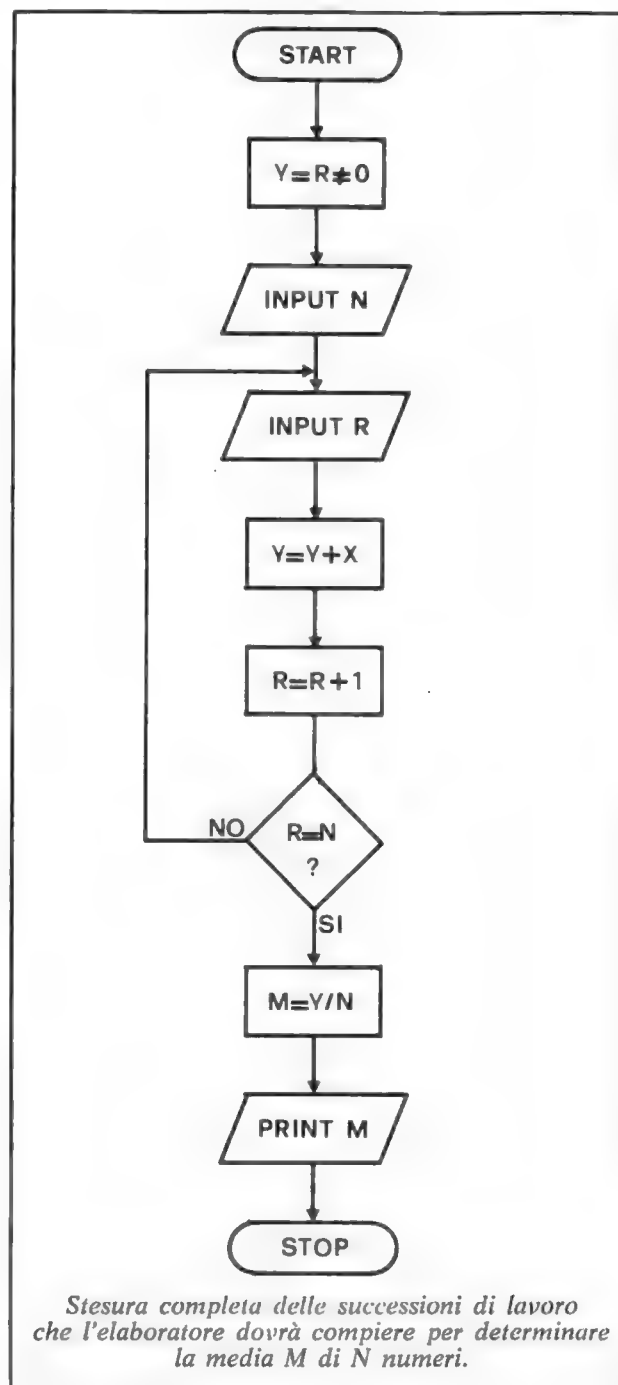 START
Y=R≠0
INPUT N
INPUT R
Y=Y+X
R=R+1
NO
R=N
?
SI
M=Y/N
PRINT M
STOP
Stesura completa delle successioni di lavoro
che l'elaboratore dovrà compiere per determinare
la media M di N numeri.